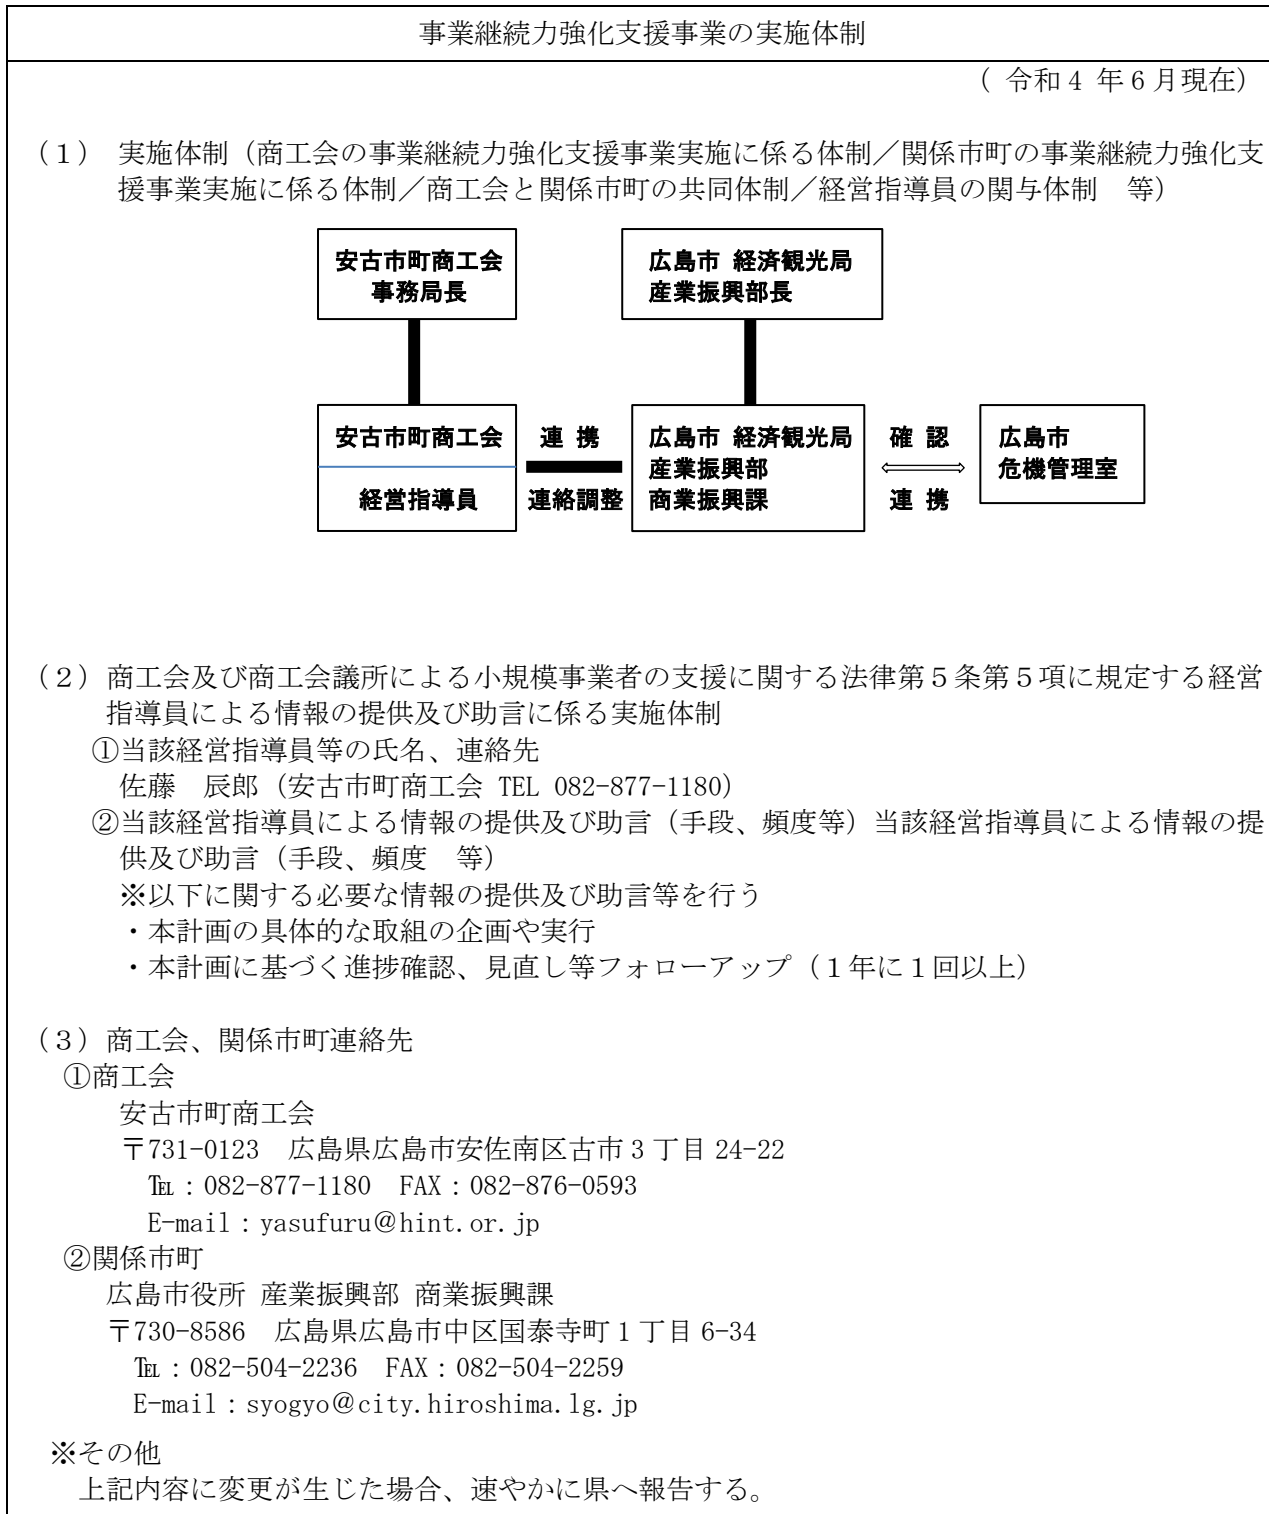 事業継続力強化支援事業の実施体制
（ 令和 4 年 6 月現在）
（１） 実施体制（商工会の事業継続力強化支援事業実施に係る体制／関係市町の事業継続力強化支
援事業実施に係る体制／商工会と関係市町の共同体制／経営指導員の関与体制　等）
安古市町商工会
事務局長
広島市 経済観光局
産業振興部長
安古市町商工会
経営指導員
連 携
連絡調整
広島市 経済観光局
産業振興部
商業振興課
確 認
連 携
広島市
危機管理室
（２）商工会及び商工会議所による小規模事業者の支援に関する法律第５条第５項に規定する経営
指導員による情報の提供及び助言に係る実施体制
①当該経営指導員等の氏名、連絡先
佐藤　辰郎（安古市町商工会 TEL 082-877-1180）
②当該経営指導員による情報の提供及び助言（手段、頻度等）当該経営指導員による情報の提
供及び助言（手段、頻度　等）
※以下に関する必要な情報の提供及び助言等を行う
・本計画の具体的な取組の企画や実行
・本計画に基づく進捗確認、見直し等フォローアップ（１年に１回以上）
（３）商工会、関係市町連絡先
①商工会
安古市町商工会
〒731-0123　広島県広島市安佐南区古市 3 丁目 24-22
℡：082-877-1180　FAX：082-876-0593
E-mail：yasufuru@hint.or.jp
②関係市町
広島市役所 産業振興部 商業振興課
〒730-8586　広島県広島市中区国泰寺町 1 丁目 6-34
℡：082-504-2236　FAX：082-504-2259
E-mail：syogyo@city.hiroshima.lg.jp
※その他
上記内容に変更が生じた場合、速やかに県へ報告する。